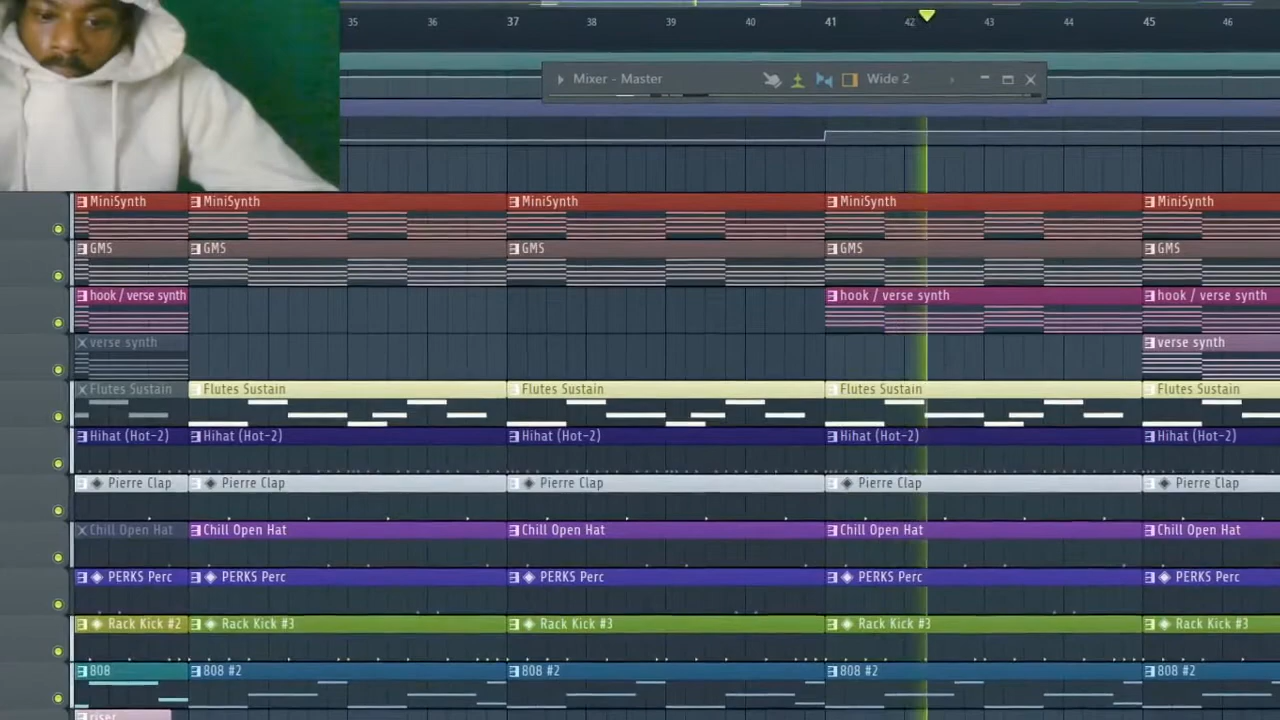 35 36 37 38 39 40 41 42 43 44 45 46
Mixer - Master Wide 2
MiniSynth MiniSynth MiniSynth MiniSynth MiniSynth
GMS GMS GMS GMS GMS
hook / verse synth hook / verse synth hook / verse synth
verse synth verse synth
Flutes Sustain Flutes Sustain Flutes Sustain Flutes Sustain Flutes Sustain
Hihat (Hot-2) Hihat (Hot-2) Hihat (Hot-2) Hihat (Hot-2) Hihat (Hot-2)
Pierre Clap Pierre Clap Pierre Clap Pierre Clap Pierre Clap
Chill Open Hat Chill Open Hat Chill Open Hat Chill Open Hat Chill Open Hat
PERKS Perc PERKS Perc PERKS Perc PERKS Perc PERKS Perc
Rack Kick #2 Rack Kick #3 Rack Kick #3 Rack Kick #3 Rack Kick #3
808 808 #2 808 #2 808 #2 808 #2
riser